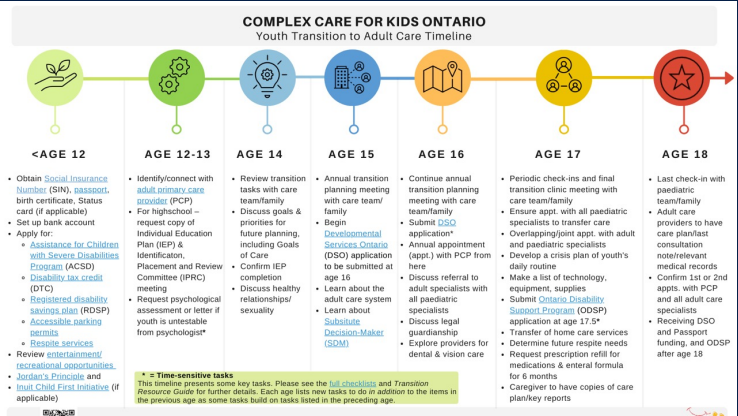 COMPLEX CARE FOR KIDS ONTARIO
Youth Transition to Adult Care Timeline
<AGE 12
• Obtain Social Insurance
Number (SIN), passport,
birth certificate, Status
card (if applicable)
• Set up bank account
• Apply for:
Assistance for Children
with Severe Disabilities
Program (ACSD)
Disability tax credit
(DTC)
Registered disability
savings plan (RDSP)
Accessible parking
permits
Respite services
• Review entertainment/
recreational opportunities
• Jordan's Principle and
• Inuit Child First Initiative (if
applicable)
AGE 12-13
• Identify/connect with
adult primary care
provider (PCP)
• For highschool –
request copy of
Individual Education
Plan (IEP) &
Identificaton,
Placement and Review
Committee (IPRC)
meeting
• Request psychological
assessment or letter if
youth is untestable
from psychologist*
AGE 14
• Review transition
tasks with care
team/family
• Discuss goals &
priorities for
future planning,
including Goals
of Care
• Confirm IEP
completion
• Discuss healthy
relationships/
sexuality
AGE 15
• Annual transition
planning meeting
with care team/
family
• Begin
Developmental
Services Ontario
(DSO) application
to be submitted at
age 16
• Learn about the
adult care system
• Learn about
Subsitute
Decision-Maker
(SDM)
AGE 16
• Continue annual
transition planning
meeting with care
team/family
• Submit DSO
application*
• Annual appointment
(appt.) with PCP from
here
• Discuss referral to
adult specialists with
all paediatric
specialists
• Discuss legal
guardianship
• Explore providers for
dental & vision care
AGE 17
• Periodic check-ins and final
transition clinic meeting with
care team/family
• Ensure appt. with all paediatric
specialists to transfer care
• Overlapping/joint appt. with adult
and paediatric specialists
• Develop a crisis plan of youth's
daily routine
• Make a list of technology,
equipment, supplies
• Submit Ontario Disability
Support Program (ODSP)
application at age 17.5*
• Transfer of home care services
• Determine future respite needs
• Request prescription refill for
medications & enteral formula
for 6 months
• Caregiver to have copies of care
plan/key reports
AGE 18
• Last check-in with
paediatric
team/family
• Adult care
providers to have
care plan/last
consultation
note/relevant
medical records
• Confirm 1st or 2nd
appts. with PCP
and all adult care
specialists
• Receiving DSO
and Passport
funding, and ODSP
after age 18
* = Time-sensitive tasks
This timeline presents some key tasks. Please see the full checklists and Transition
Resource Guide for further details. Each age lists new tasks to do in addition to the items in
the previous age as some tasks build on tasks listed in the preceding age.